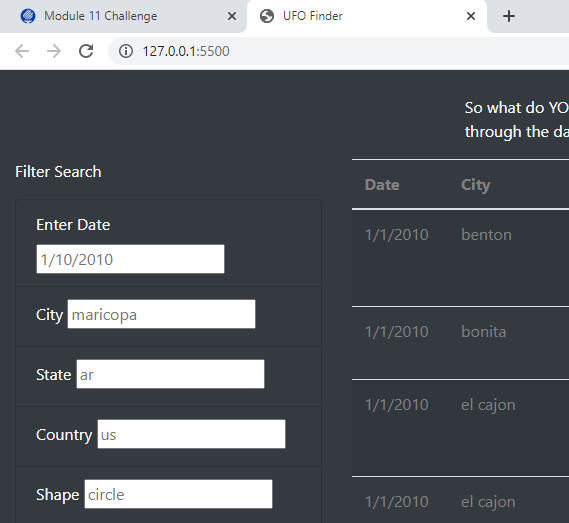 Module 11 Challenge
UFO Finder
127.0.0.1:5500
So what do YO
through the da
Filter Search
Date City
Enter Date
1/10/2010
1/1/2010 benton
City maricopa
1/1/2010 bonita
State ar
1/1/2010 el cajon
Country us
Shape circle
1/1/2010 el cajon